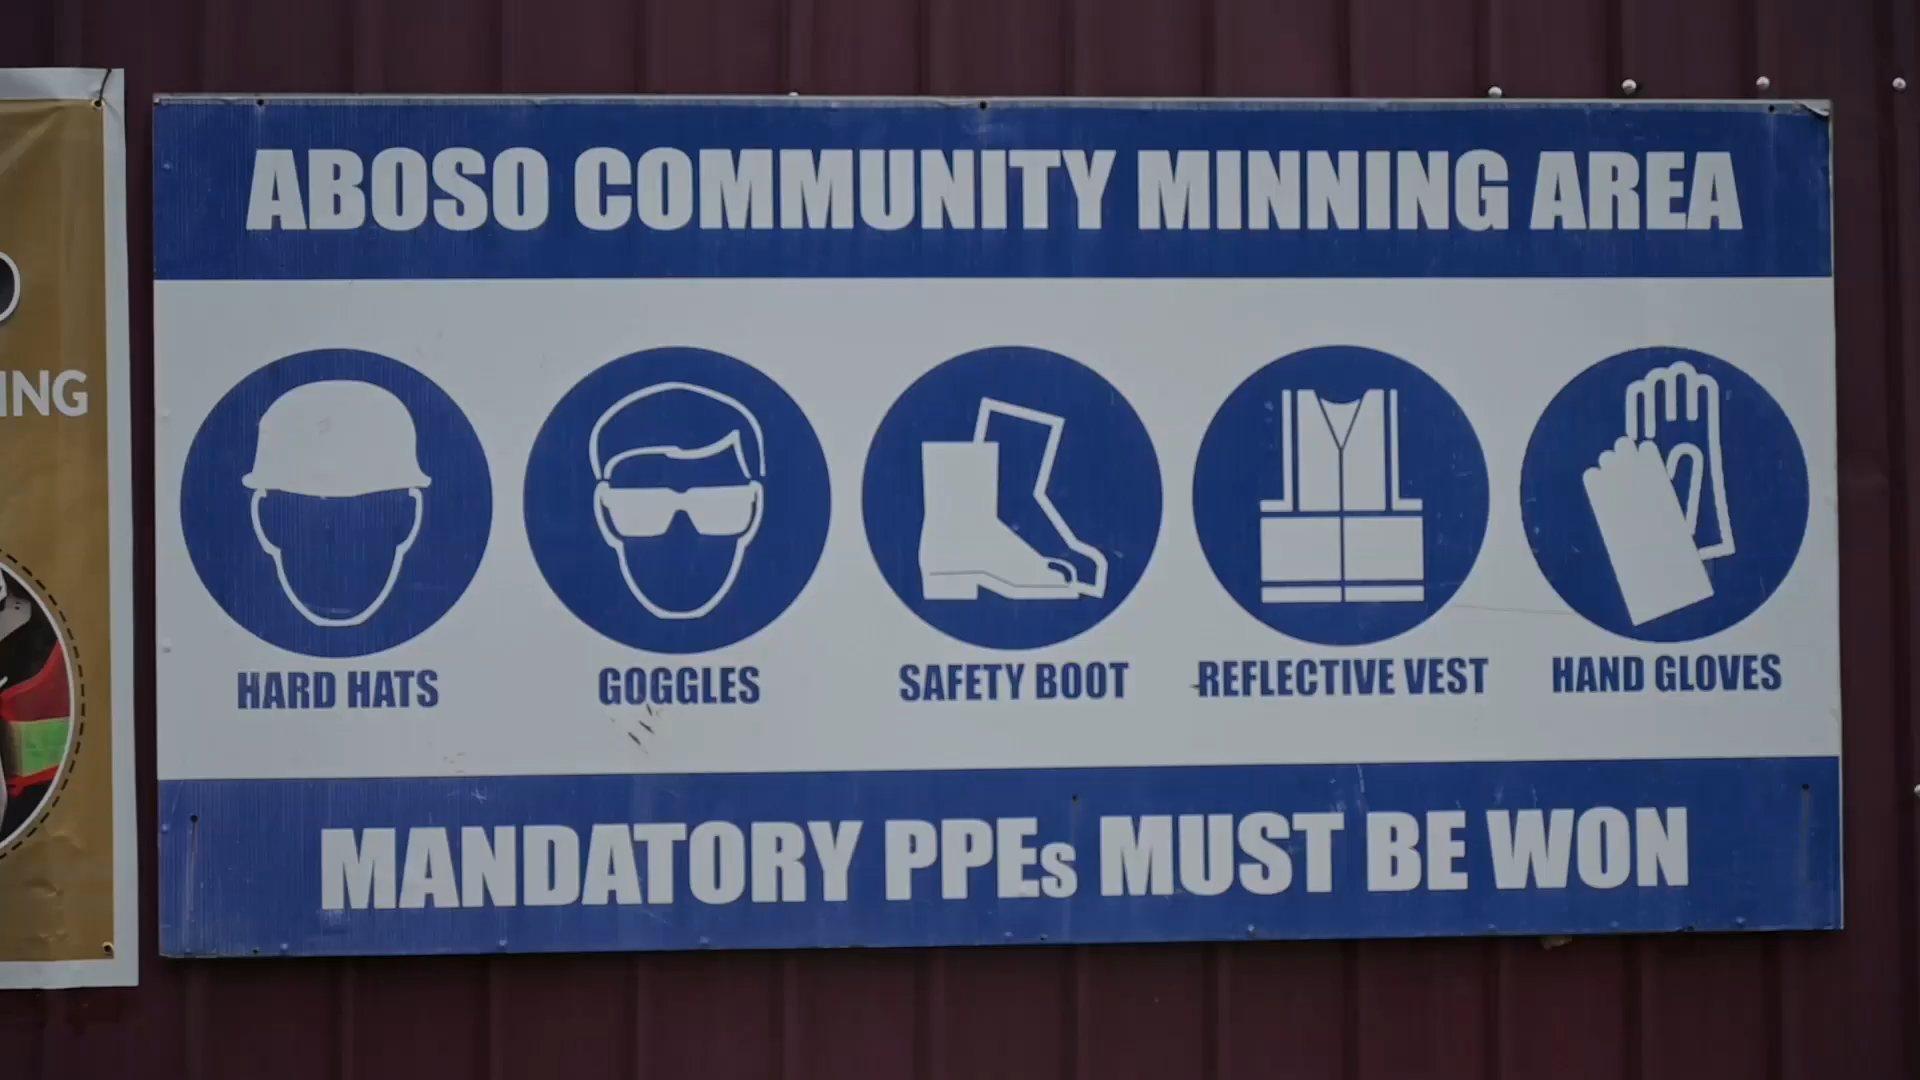 ABOSO COMMUNITY MINNING AREA
ING
HARD HATS
GOGGLES
SAFETY BOOT
REFLECTIVE VEST
HAND GLOVES
MANDATORY PPEs MUST BE WON